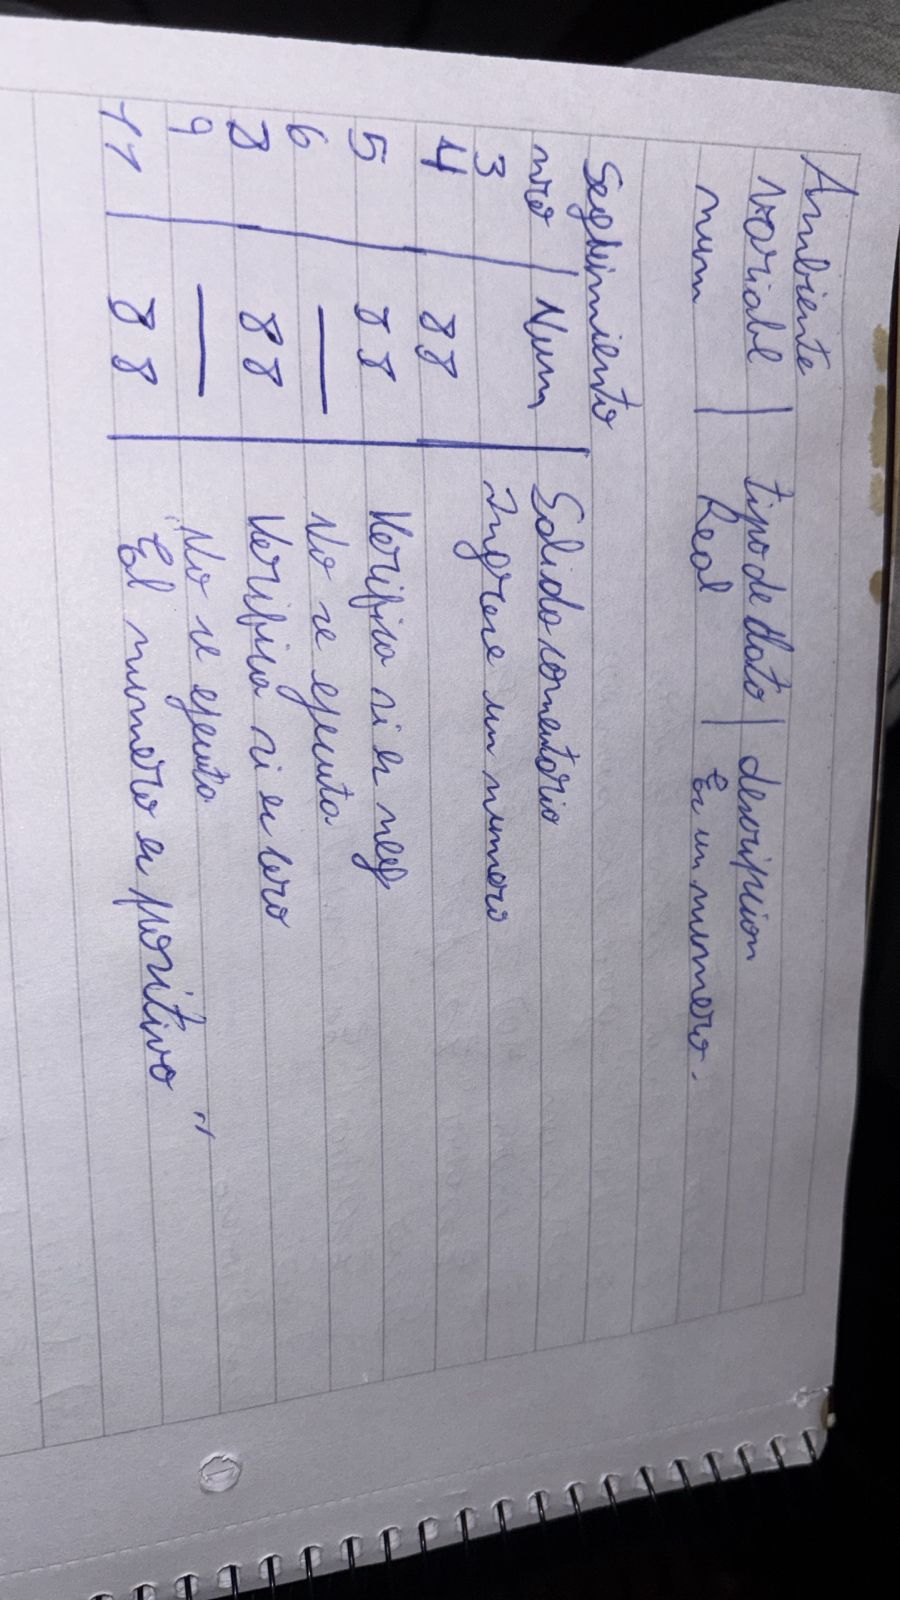 Ambiente
variabl | tipo de dato | descripcion
num | Real | Es un numero.
Seguimiento
nro | Num | Salida comentario
3 Ingrese un numero
4 | 88 |
5 | 88 | Verifica si es neg
6 | — | No se ejecuta
8 | 88 | Verifica si es cero
9 | — | No se ejecuta
11 | 88 | "El numero es positivo"